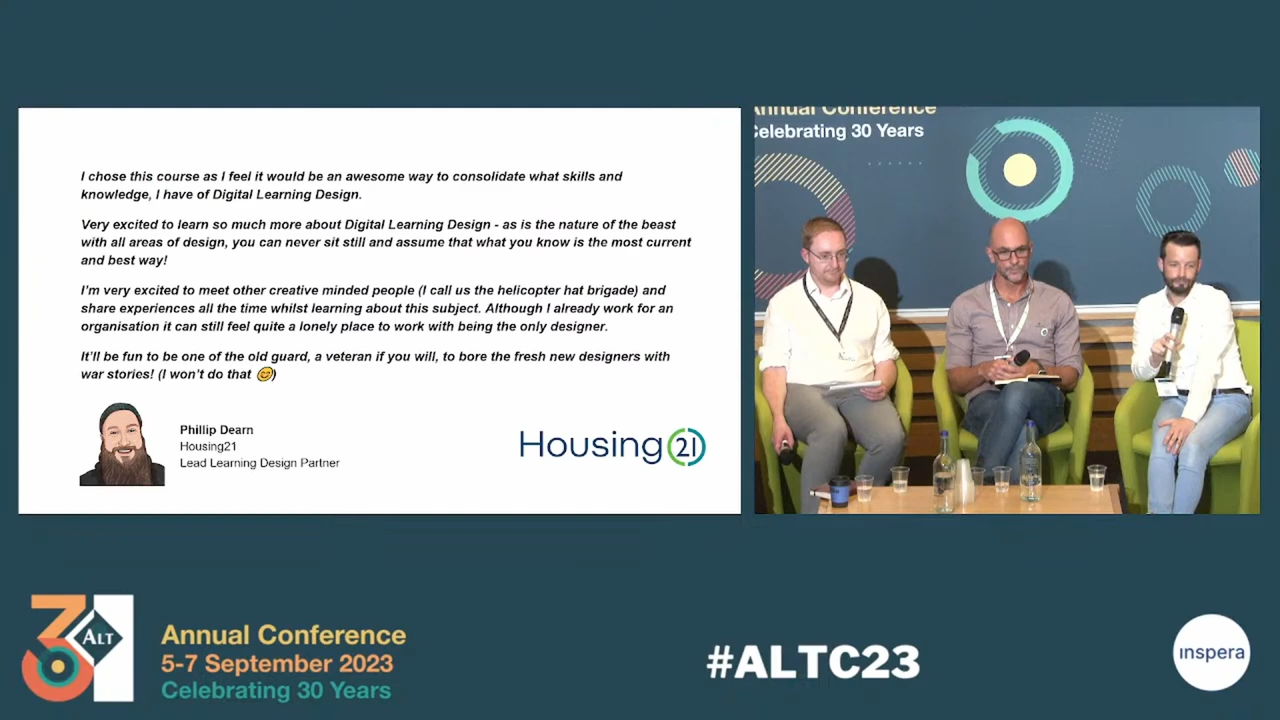 I chose this course as I feel it would be an awesome way to consolidate what skills and
knowledge, I have of Digital Learning Design.
Very excited to learn so much more about Digital Learning Design - as is the nature of the beast
with all areas of design, you can never sit still and assume that what you know is the most current
and best way!
I'm very excited to meet other creative minded people (I call us the helicopter hat brigade) and
share experiences all the time whilst learning about this subject. Although I already work for an
organisation it can still feel quite a lonely place to work with being the only designer.
It'll be fun to be one of the old guard, a veteran if you will, to bore the fresh new designers with
war stories! (I won't do that 😊)
Phillip Dearn
Housing21
Lead Learning Design Partner
Housing 21
Annual Conference
Celebrating 30 Years
31
ALT
Annual Conference
5-7 September 2023
Celebrating 30 Years
#ALTC23
inspera